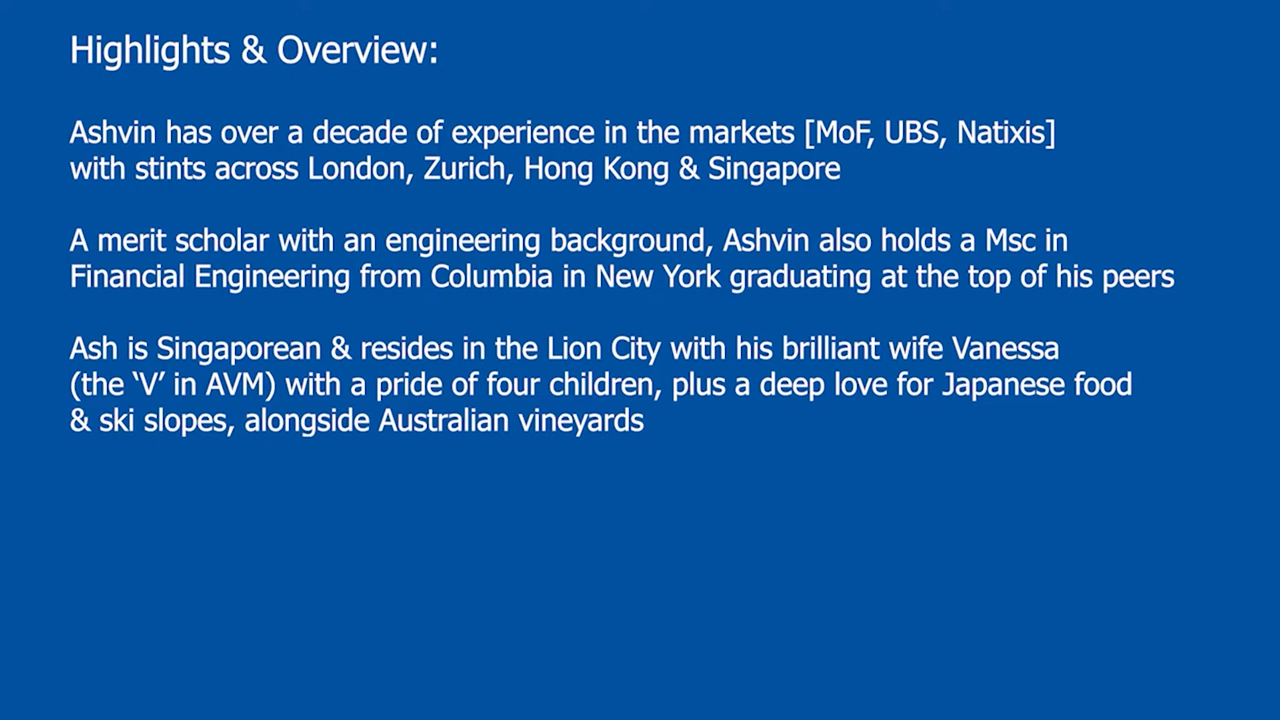 Highlights & Overview:
Ashvin has over a decade of experience in the markets [MoF, UBS, Natixis]
with stints across London, Zurich, Hong Kong & Singapore
A merit scholar with an engineering background, Ashvin also holds a Msc in
Financial Engineering from Columbia in New York graduating at the top of his peers
Ash is Singaporean & resides in the Lion City with his brilliant wife Vanessa
(the ‘V’ in AVM) with a pride of four children, plus a deep love for Japanese food
& ski slopes, alongside Australian vineyards